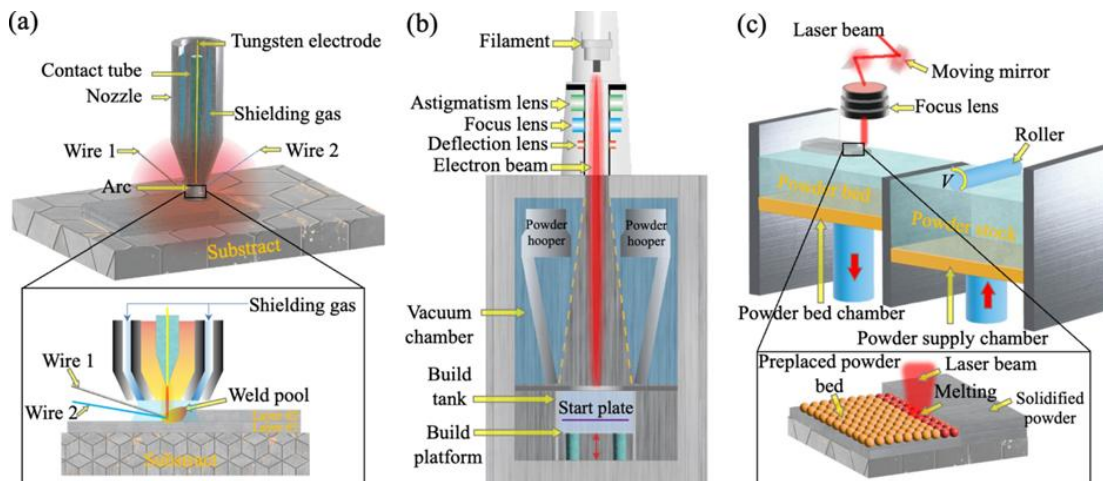 (a)
Tungsten electrode
Contact tube
Nozzle
Shielding gas
Wire 1
Wire 2
Arc
Substract
Shielding gas
Wire 1
Weld pool
Wire 2
Substract
(b)
Filament
Astigmatism lens
Focus lens
Deflection lens
Electron beam
Powder
hooper
Powder
hooper
Vacuum
chamber
Build
tank
Start plate
Build
platform
(c)
Laser beam
Moving mirror
Focus lens
Roller
V
Powder bed
Powder stock
Powder bed chamber
Powder supply chamber
Preplaced powder
bed
Laser beam
Melting
Solidified
powder